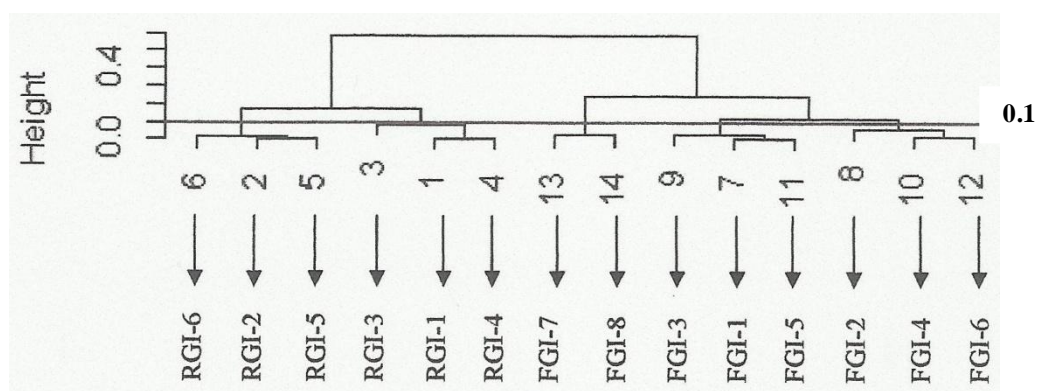 Height
0.4
0.0
0.1
6 2 5 3 1 4 13 14 9 7 11 8 10 12
RGI-6 RGI-2 RGI-5 RGI-3 RGI-1 RGI-4 FGI-7 FGI-8 FGI-3 FGI-1 FGI-5 FGI-2 FGI-4 FGI-6